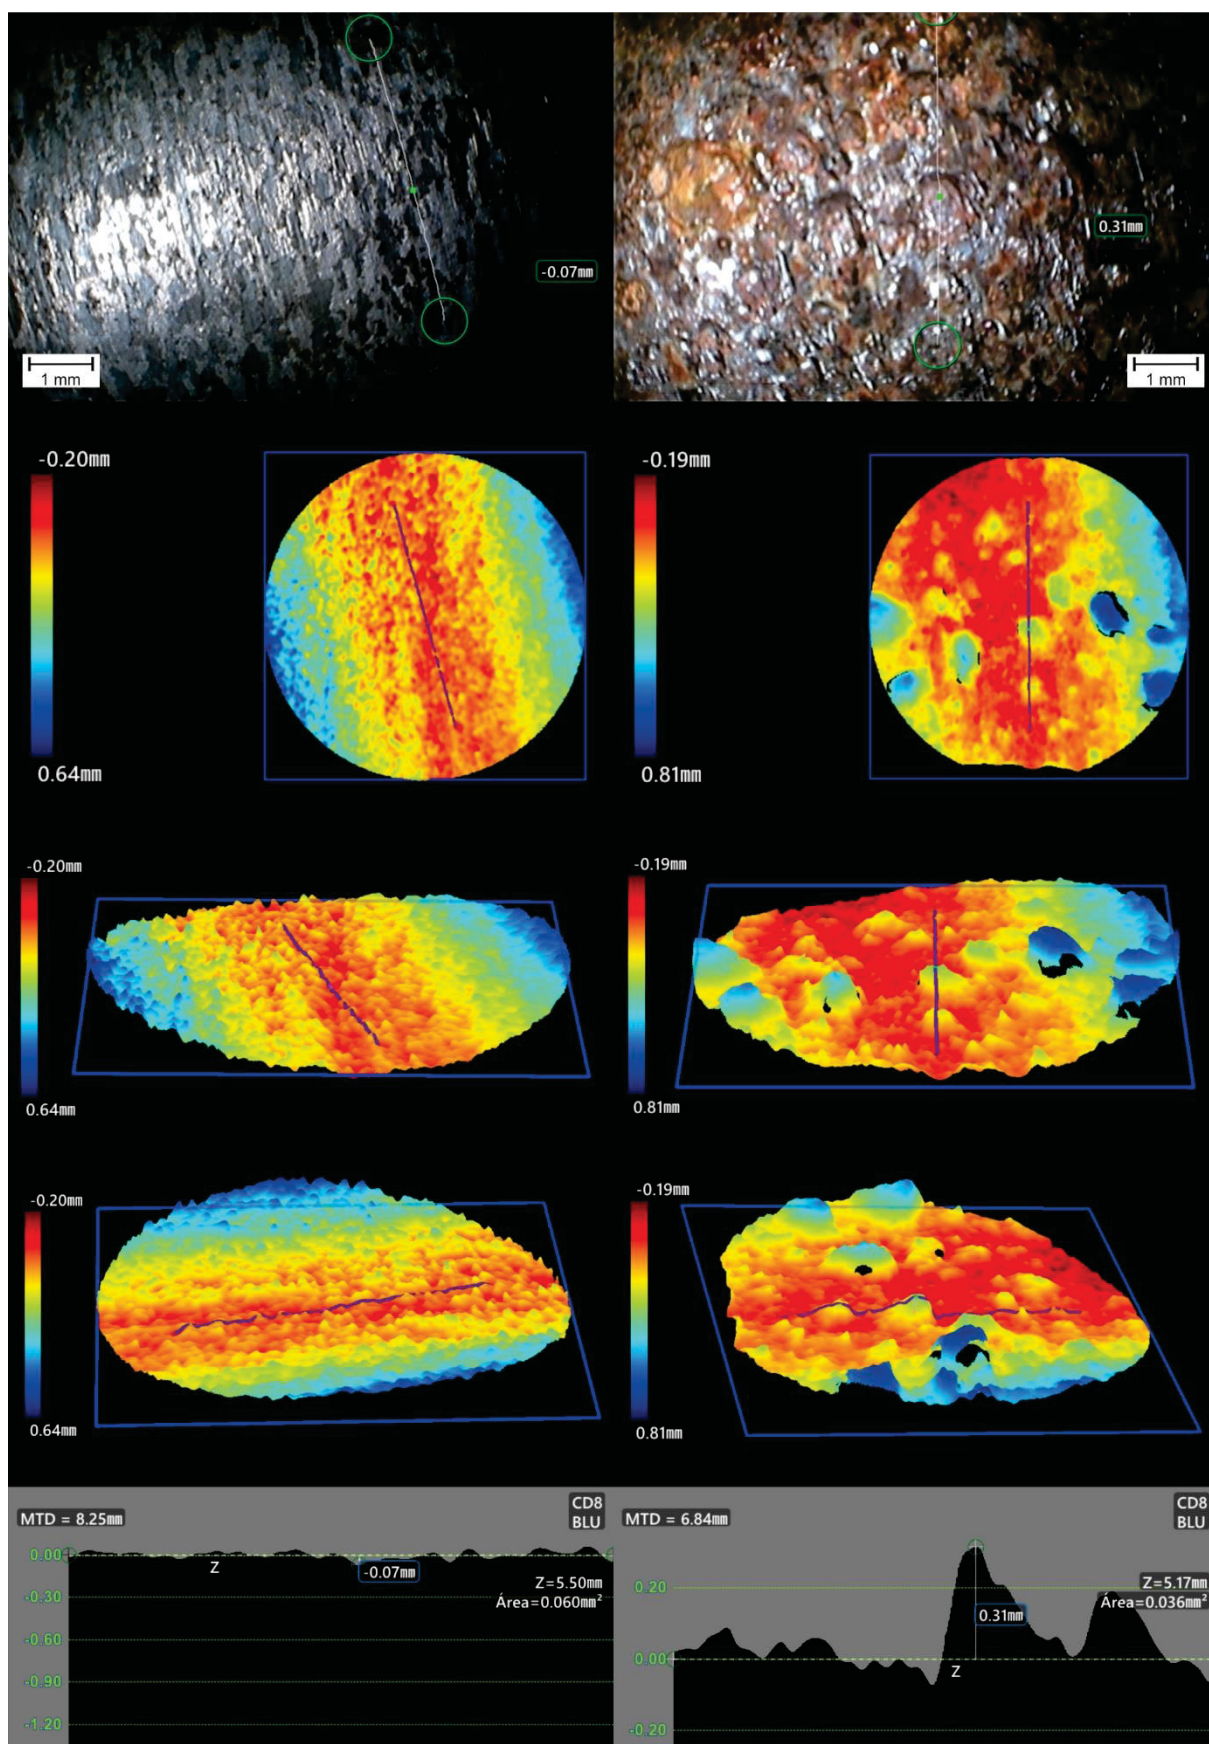 -0.07mm
0.31mm
1 mm
1 mm
-0.20mm
-0.19mm
0.64mm
0.81mm
-0.20mm
-0.19mm
0.64mm
0.81mm
-0.20mm
-0.19mm
0.64mm
0.81mm
MTD = 8.25mm
CD8
BLU
0.00
Z
-0.07mm
Z=5.50mm
Área=0.060mm²
-0.30
-0.60
-0.90
-1.20
MTD = 6.84mm
CD8
BLU
0.20
Z=5.17mm
Área=0.036mm²
0.31mm
0.00
Z
-0.20